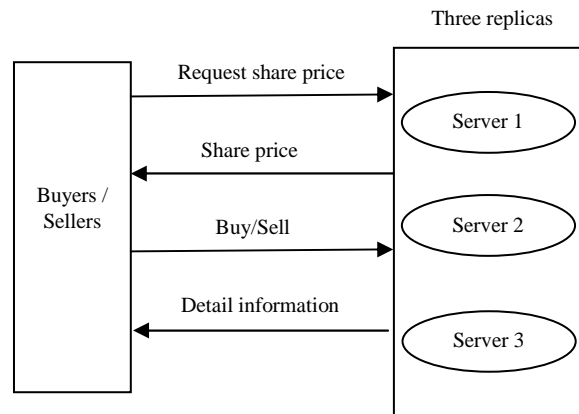 Three replicas
Request share price
Server 1
Share price
Buyers /
Sellers
Server 2
Buy/Sell
Detail information
Server 3